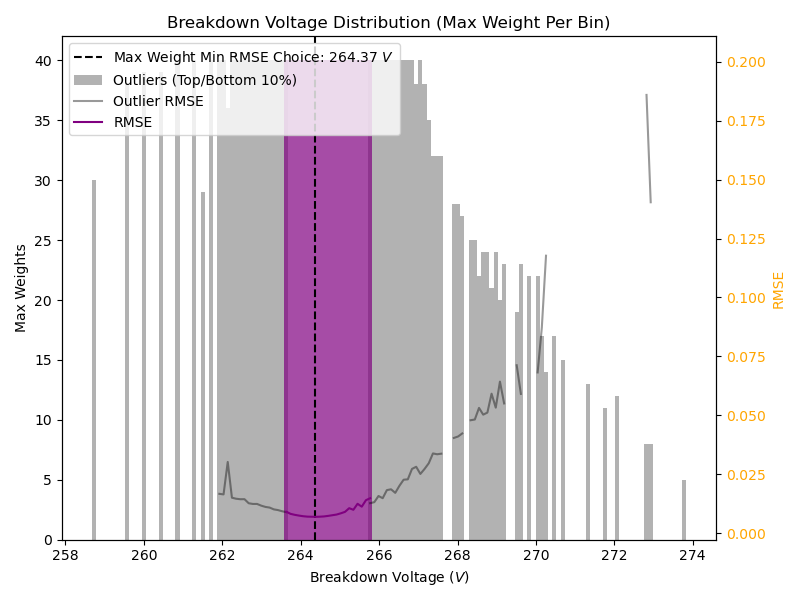 Breakdown Voltage Distribution (Max Weight Per Bin)
Max Weight Min RMSE Choice: 264.37 V
Outliers (Top/Bottom 10%)
Outlier RMSE
RMSE
Max Weights
40
35
30
25
20
15
10
5
0
0.200
0.175
0.150
0.125
0.100
0.075
0.050
0.025
0.000
RMSE
258 260 262 264 266 268 270 272 274
Breakdown Voltage (V)